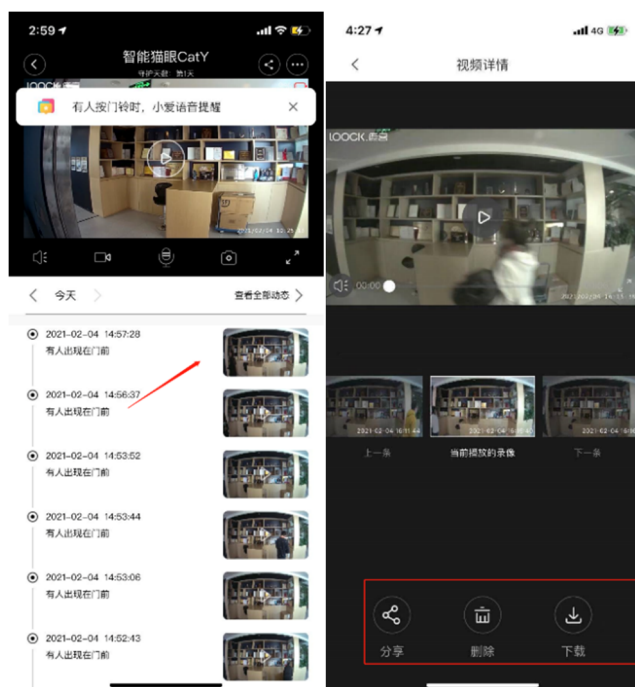 2:59
智能猫眼CatY
守护天数: 第1天
有人按门铃时，小爱语音提醒
今天
查看全部动态
2021-02-04 14:57:28
有人出现在门前
2021-02-04 14:56:37
有人出现在门前
2021-02-04 14:53:52
有人出现在门前
2021-02-04 14:53:44
有人出现在门前
2021-02-04 14:53:06
有人出现在门前
2021-02-04 14:52:43
有人出现在门前
4:27
4G
视频详情
LOOCK.鹿客
00:00
上一条
当前播放的录像
下一条
分享
删除
下载